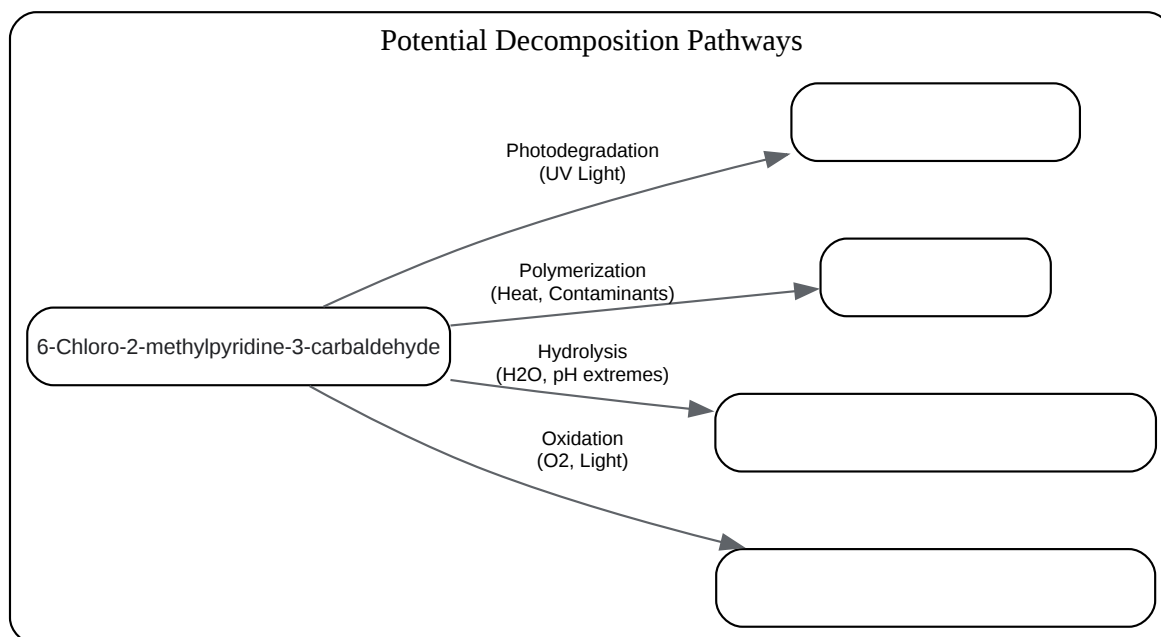 Potential Decomposition Pathways
Photodegradation
(UV Light)
Polymerization
(Heat, Contaminants)
6-Chloro-2-methylpyridine-3-carbaldehyde
Hydrolysis
(H2O, pH extremes)
Oxidation
(O2, Light)